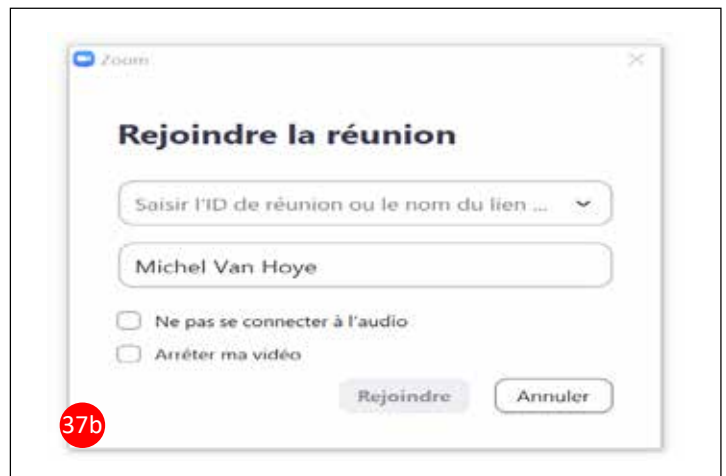 Zoom
Rejoindre la réunion
Saisir l'ID de réunion ou le nom du lien ...
Michel Van Hoye
Ne pas se connecter à l'audio
Arrêter ma vidéo
Rejoindre Annuler
37b